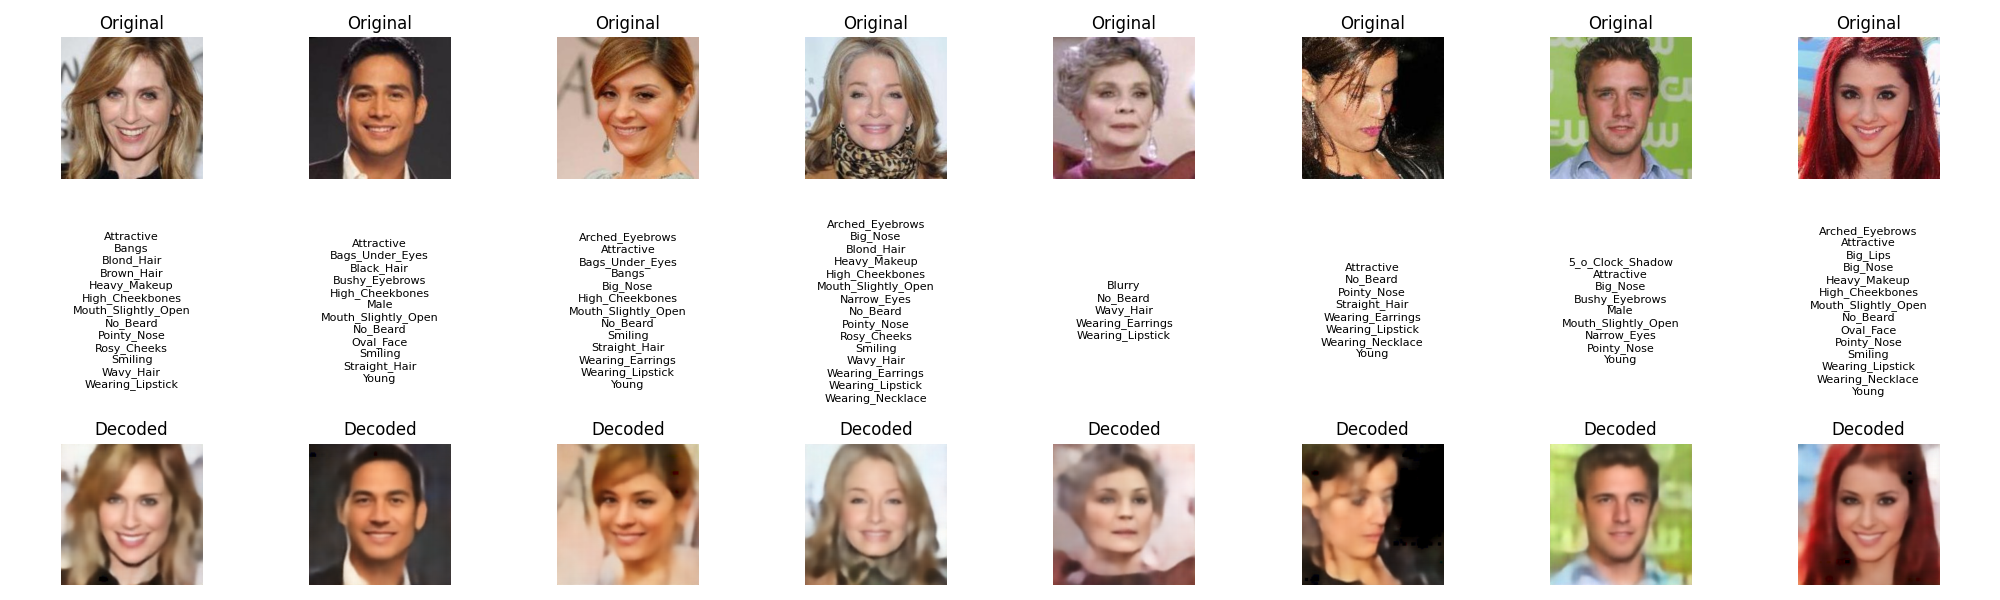 Original
Original
Original
Original
Original
Original
Original
Original
CW
EW
W
Attractive
Bangs
Blond_Hair
Brown_Hair
Heavy_Makeup
High_Cheekbones
Mouth_Slightly_Open
No_Beard
Pointy_Nose
Rosy_Cheeks
Smiling
Wavy_Hair
Wearing_Lipstick
Attractive
Bags_Under_Eyes
Black_Hair
Bushy_Eyebrows
High_Cheekbones
Male
Mouth_Slightly_Open
No_Beard
Oval_Face
Smiling
Straight_Hair
Young
Arched_Eyebrows
Attractive
Bags_Under_Eyes
Bangs
Big_Nose
High_Cheekbones
Mouth_Slightly_Open
No_Beard
Smiling
Straight_Hair
Wearing_Earrings
Wearing_Lipstick
Young
Arched_Eyebrows
Big_Nose
Blond_Hair
Heavy_Makeup
High_Cheekbones
Mouth_Slightly_Open
Narrow_Eyes
No_Beard
Pointy_Nose
Rosy_Cheeks
Smiling
Wavy_Hair
Wearing_Earrings
Wearing_Lipstick
Wearing_Necklace
Blurry
No_Beard
Wavy_Hair
Wearing_Earrings
Wearing_Lipstick
Attractive
No_Beard
Pointy_Nose
Straight_Hair
Wearing_Earrings
Wearing_Lipstick
Wearing_Necklace
Young
5_o_Clock_Shadow
Attractive
Big_Nose
Bushy_Eyebrows
Male
Mouth_Slightly_Open
Narrow_Eyes
Pointy_Nose
Young
Arched_Eyebrows
Attractive
Big_Lips
Big_Nose
Heavy_Makeup
High_Cheekbones
Mouth_Slightly_Open
No_Beard
Oval_Face
Pointy_Nose
Smiling
Wearing_Lipstick
Wearing_Necklace
Young
Decoded
Decoded
Decoded
Decoded
Decoded
Decoded
Decoded
Decoded